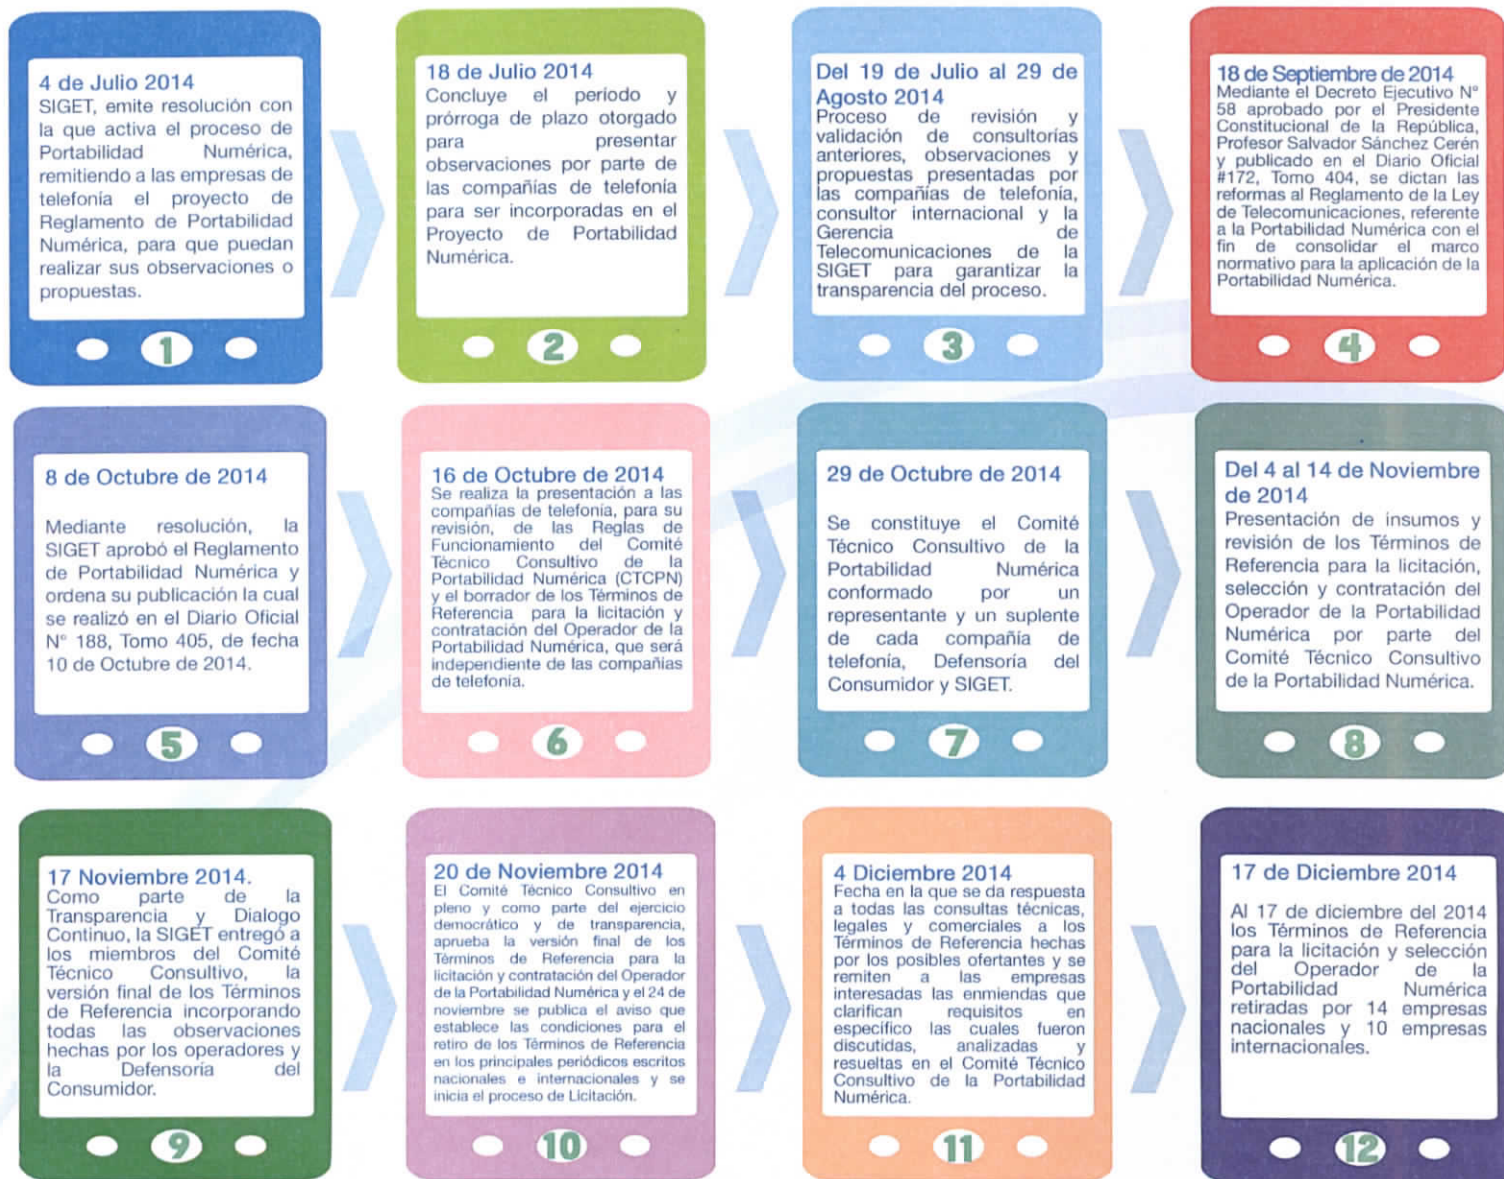 4 de Julio 2014
SIGET, emite resolución con
la que activa el proceso de
Portabilidad Numérica,
remitiendo a las empresas de
telefonía el proyecto de
Reglamento de Portabilidad
Numérica, para que puedan
realizar sus observaciones o
propuestas.
1
18 de Julio 2014
Concluye el período y
prórroga de plazo otorgado
para presentar
observaciones por parte de
las compañías de telefonía
para ser incorporadas en el
Proyecto de Portabilidad
Numérica.
2
Del 19 de Julio al 29 de
Agosto 2014
Proceso de revisión y
validación de consultorías
anteriores, observaciones y
propuestas presentadas por
las compañías de telefonía,
consultor internacional y la
Gerencia de
Telecomunicaciones de la
SIGET para garantizar la
transparencia del proceso.
3
18 de Septiembre de 2014
Mediante el Decreto Ejecutivo N°
58 aprobado por el Presidente
Constitucional de la República,
Profesor Salvador Sánchez Cerén
y publicado en el Diario Oficial
#172, Tomo 404, se dictan las
reformas al Reglamento de la Ley
de Telecomunicaciones, referente
a la Portabilidad Numérica con el
fin de consolidar el marco
normativo para la aplicación de la
Portabilidad Numérica.
4
8 de Octubre de 2014
Mediante resolución, la
SIGET aprobó el Reglamento
de Portabilidad Numérica y
ordena su publicación la cual
se realizó en el Diario Oficial
N° 188, Tomo 405, de fecha
10 de Octubre de 2014.
5
16 de Octubre de 2014
Se realiza la presentación a las
compañías de telefonía, para su
revisión, de las Reglas de
Funcionamiento del Comité
Técnico Consultivo de la
Portabilidad Numérica (CTCPN)
y el borrador de los Términos de
Referencia para la licitación y
contratación del Operador de la
Portabilidad Numérica, que será
independiente de las compañías
de telefonía.
6
29 de Octubre de 2014
Se constituye el Comité
Técnico Consultivo de la
Portabilidad Numérica
conformado por un
representante y un suplente
de cada compañía de
telefonía, Defensoría del
Consumidor y SIGET.
7
Del 4 al 14 de Noviembre
de 2014
Presentación de insumos y
revisión de los Términos de
Referencia para la licitación,
selección y contratación del
Operador de la Portabilidad
Numérica por parte del
Comité Técnico Consultivo
de la Portabilidad Numérica.
8
17 Noviembre 2014.
Como parte de la
Transparencia y Dialogo
Continuo, la SIGET entregó a
los miembros del Comité
Técnico Consultivo, la
versión final de los Términos
de Referencia incorporando
todas las observaciones
hechas por los operadores y
la Defensoría del
Consumidor.
9
20 de Noviembre 2014
El Comité Técnico Consultivo en
pleno y como parte del ejercicio
democrático y de transparencia,
aprueba la versión final de los
Términos de Referencia para la
licitación y contratación del Operador
de la Portabilidad Numérica y el 24 de
noviembre se publica el aviso que
establece las condiciones para el
retiro de los Términos de Referencia
en los principales periódicos escritos
nacionales e internacionales y se
inicia el proceso de Licitación.
10
4 Diciembre 2014
Fecha en la que se da respuesta
a todas las consultas técnicas,
legales y comerciales a los
Términos de Referencia hechas
por los posibles ofertantes y se
remiten a las empresas
interesadas las enmiendas que
clarifican requisitos en
específico las cuales fueron
discutidas, analizadas y
resueltas en el Comité Técnico
Consultivo de la Portabilidad
Numérica.
11
17 de Diciembre 2014
Al 17 de diciembre del 2014
los Términos de Referencia
para la licitación y selección
del Operador de la
Portabilidad Numérica
retiradas por 14 empresas
nacionales y 10 empresas
internacionales.
12